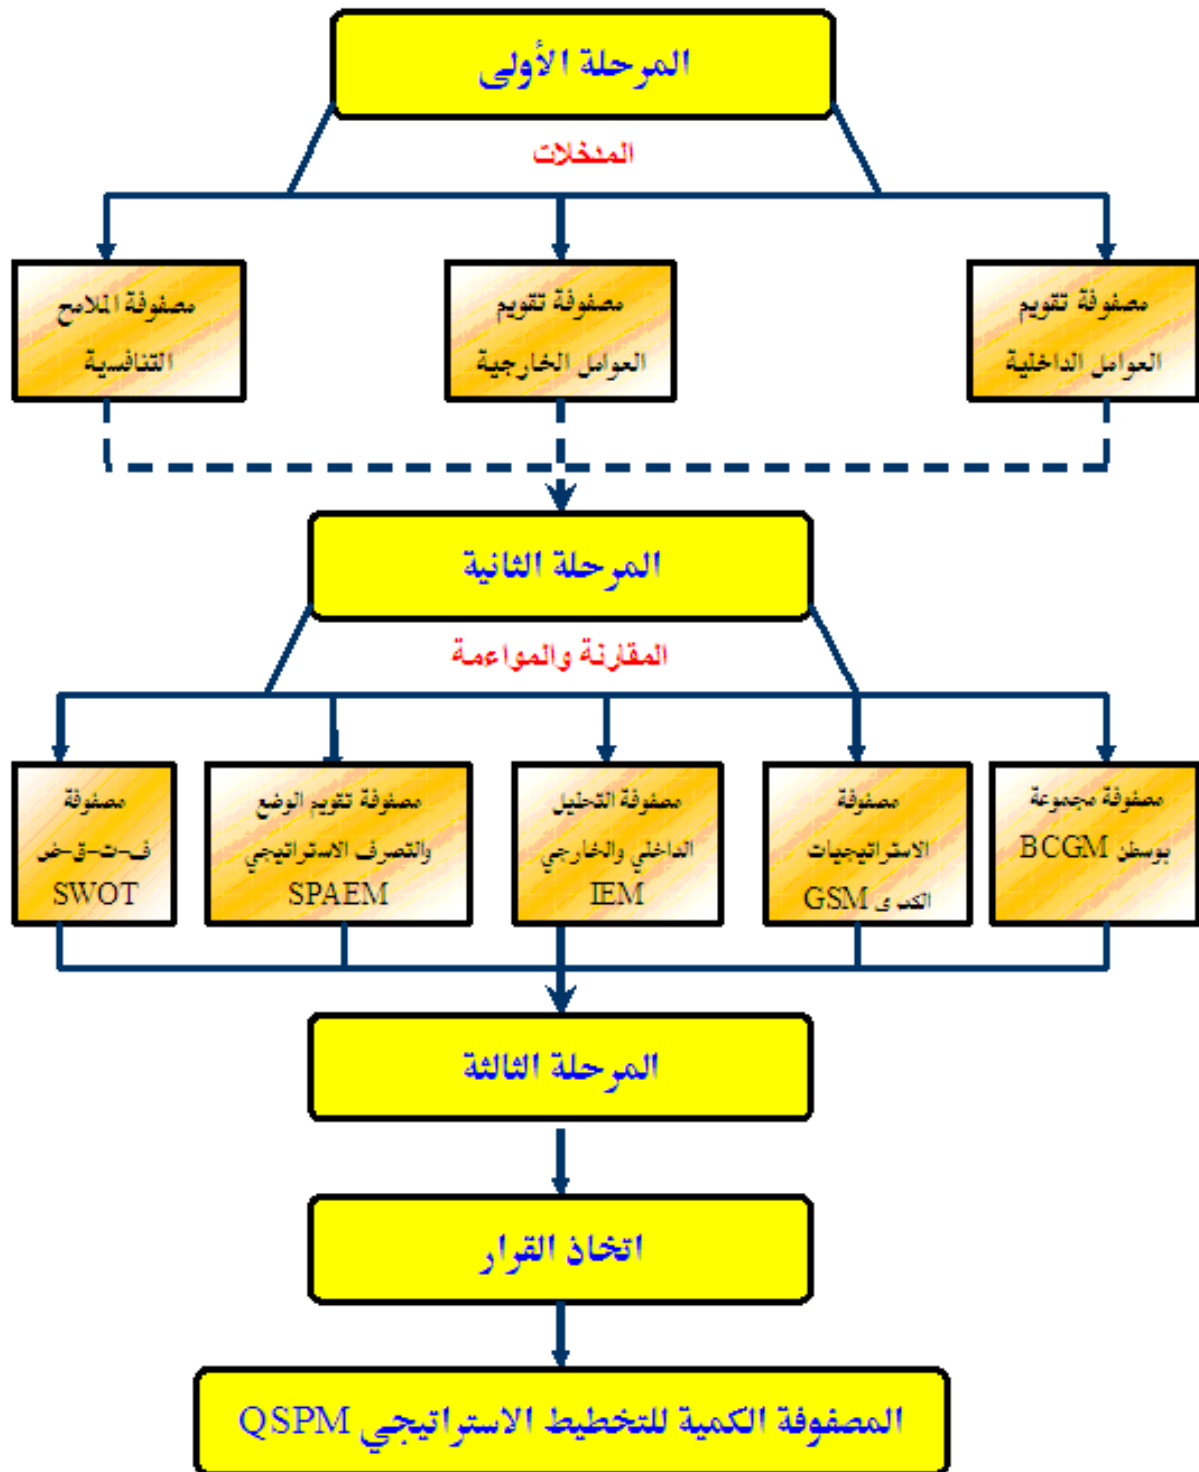 المرحلة الأولى
المدخلات
مصفوفة تقويم
العوامل الداخلية
مصفوفة تقويم
العوامل الخارجية
مصفوفة الملامح
التنافسية
المرحلة الثانية
المقارنة والمواءمة
مصفوفة مجموعة
بوسطن BCGM
مصفوفة
الاستراتيجيات
الكبرى GSM
مصفوفة التحليل
الداخلي والخارجي
IEM
مصفوفة تقويم الوضع
والتصرف الاستراتيجي
SPAEM
مصفوفة
ف-ت-ق-ض
SWOT
المرحلة الثالثة
اتخاذ القرار
المصفوفة الكمية للتخطيط الاستراتيجي QSPM